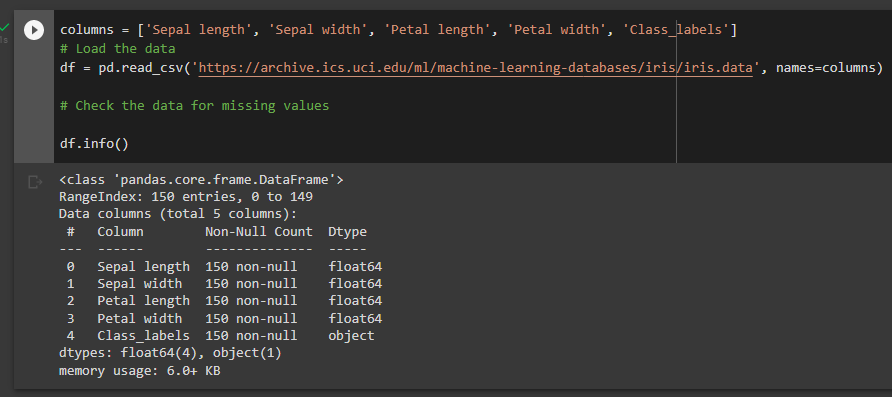 columns = ['Sepal length', 'Sepal width', 'Petal length', 'Petal width', 'Class_labels']
# Load the data
df = pd.read_csv('https://archive.ics.uci.edu/ml/machine-learning-databases/iris/iris.data', names=columns)
# Check the data for missing values
df.info()
<class 'pandas.core.frame.DataFrame'>
RangeIndex: 150 entries, 0 to 149
Data columns (total 5 columns):
 #   Column        Non-Null Count  Dtype
---  ------        --------------  -----
 0   Sepal length  150 non-null    float64
 1   Sepal width   150 non-null    float64
 2   Petal length  150 non-null    float64
 3   Petal width   150 non-null    float64
 4   Class_labels  150 non-null    object
dtypes: float64(4), object(1)
memory usage: 6.0+ KB